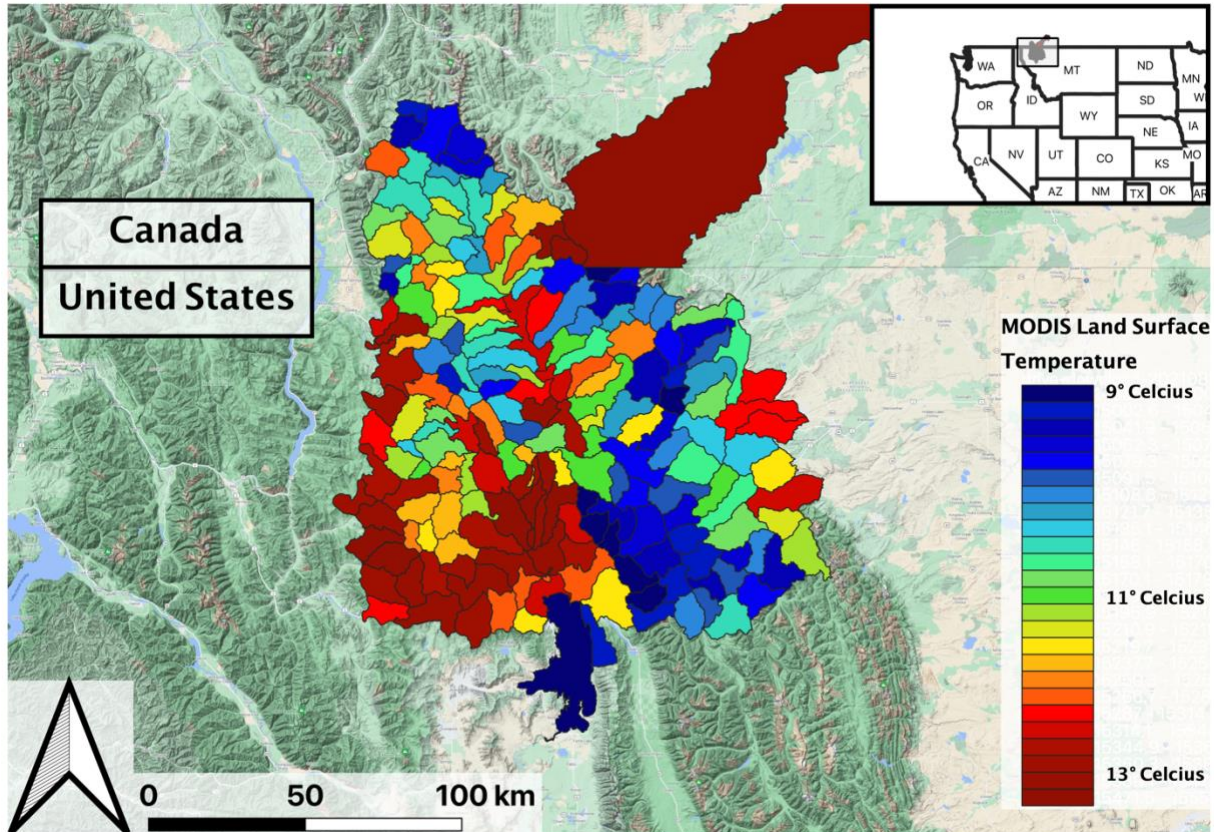 Canada
United States
WA
MT
ND
MN
OR
ID
SD
WY
IA
NE
NV
UT
CO
KS
MO
CA
AZ
NM
TX
OK
AR
MODIS Land Surface
Temperature
9° Celcius
11° Celcius
13° Celcius
0
50
100 km